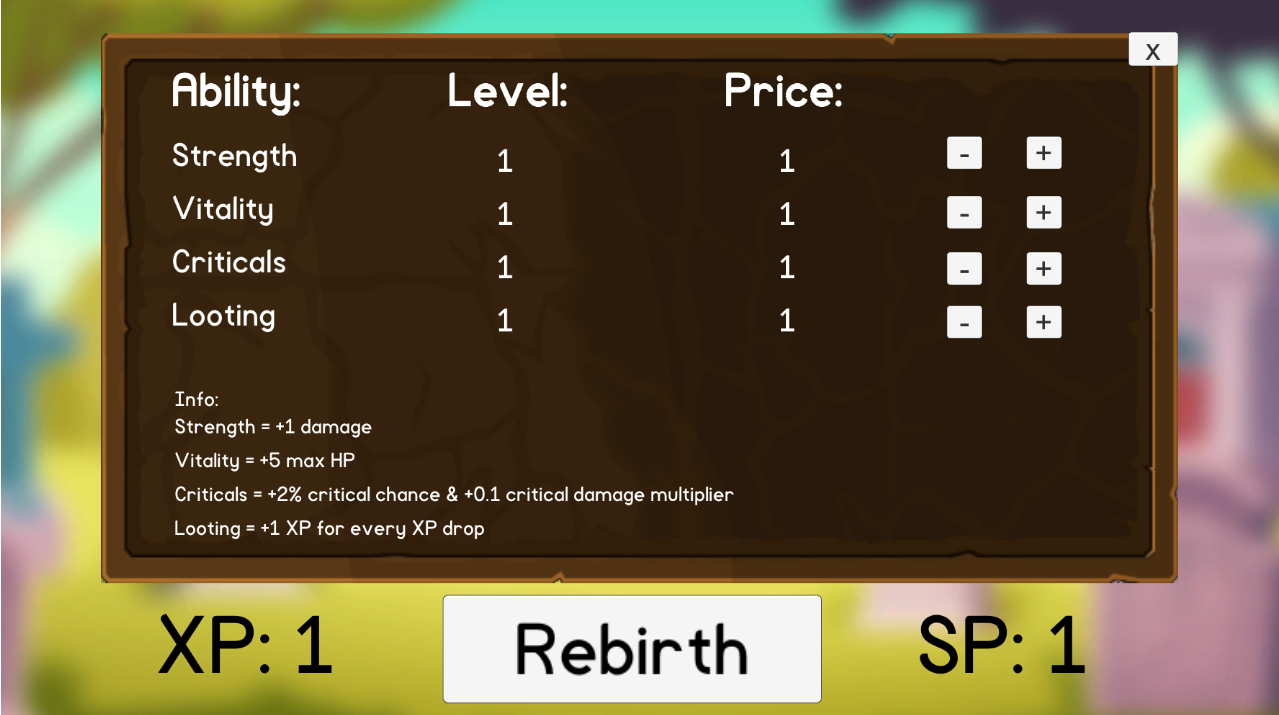 X
Ability: Level: Price:
Strength 1 1 - +
Vitality 1 1 - +
Criticals 1 1 - +
Looting 1 1 - +
Info:
Strength = +1 damage
Vitality = +5 max HP
Criticals = +2% critical chance & +0.1 critical damage multiplier
Looting = +1 XP for every XP drop
XP: 1 Rebirth SP: 1